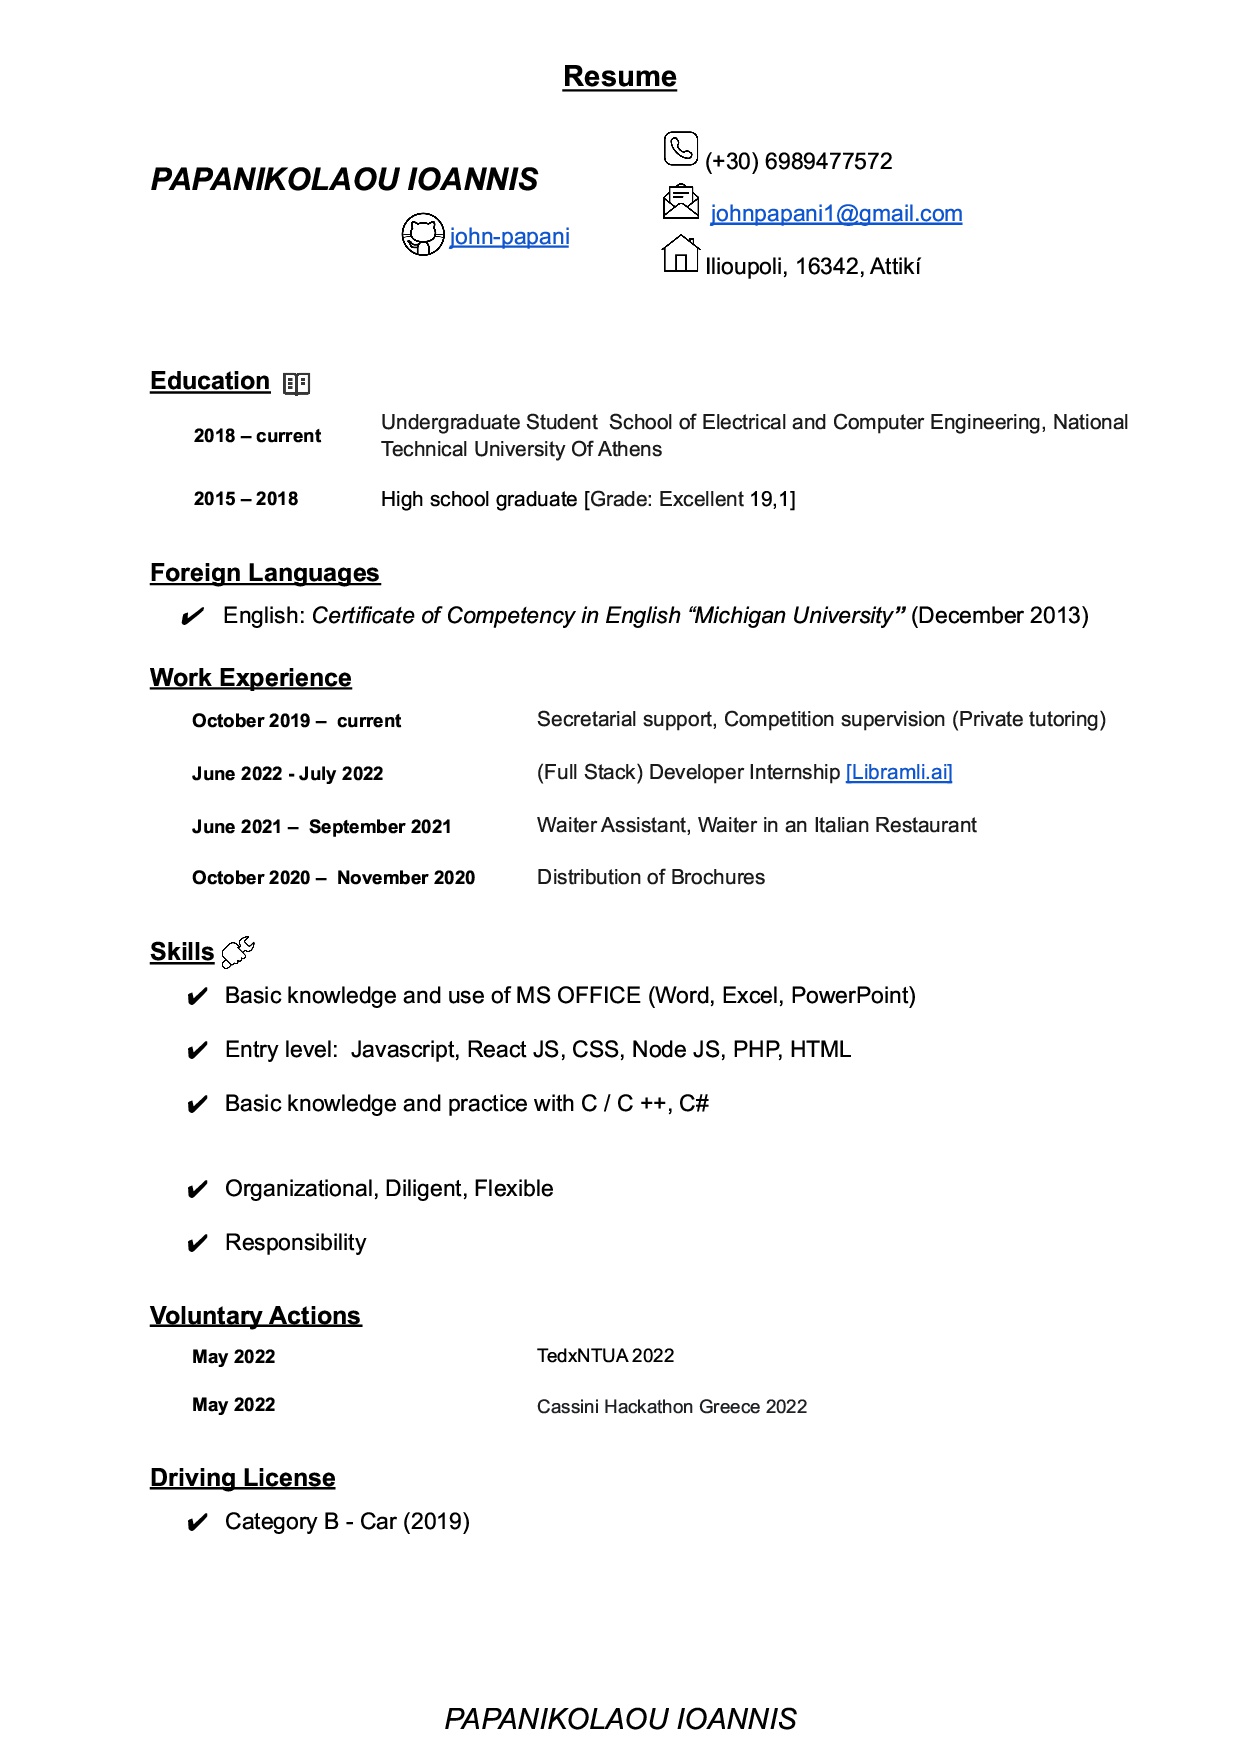 Resume
PAPANIKOLAOU IOANNIS
john-papani
(+30) 6989477572
johnpapani1@gmail.com
Ilioupoli, 16342, Attikí
Education
2018 – current Undergraduate Student  School of Electrical and Computer Engineering, National
Technical University Of Athens
2015 – 2018 High school graduate [Grade: Excellent 19,1]
Foreign Languages
✔ English: Certificate of Competency in English “Michigan University” (December 2013)
Work Experience
October 2019 –  current Secretarial support, Competition supervision (Private tutoring)
June 2022 - July 2022 (Full Stack) Developer Internship [Libramli.ai]
June 2021 –  September 2021 Waiter Assistant, Waiter in an Italian Restaurant
October 2020 –  November 2020 Distribution of Brochures
Skills
✔ Basic knowledge and use of MS OFFICE (Word, Excel, PowerPoint)
✔ Entry level:  Javascript, React JS, CSS, Node JS, PHP, HTML
✔ Basic knowledge and practice with C / C ++, C#
✔ Organizational, Diligent, Flexible
✔ Responsibility
Voluntary Actions
May 2022 TedxNTUA 2022
May 2022 Cassini Hackathon Greece 2022
Driving License
✔ Category B - Car (2019)
PAPANIKOLAOU IOANNIS